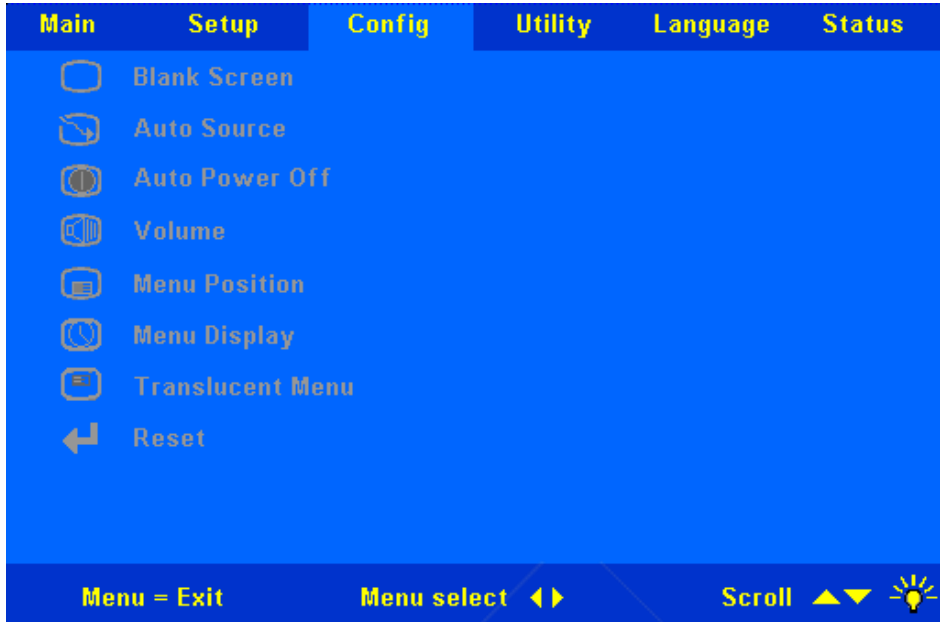 Main Setup Config Utility Language Status
Blank Screen
Auto Source
Auto Power Off
Volume
Menu Position
Menu Display
Translucent Menu
Reset
Menu = Exit Menu select Scroll